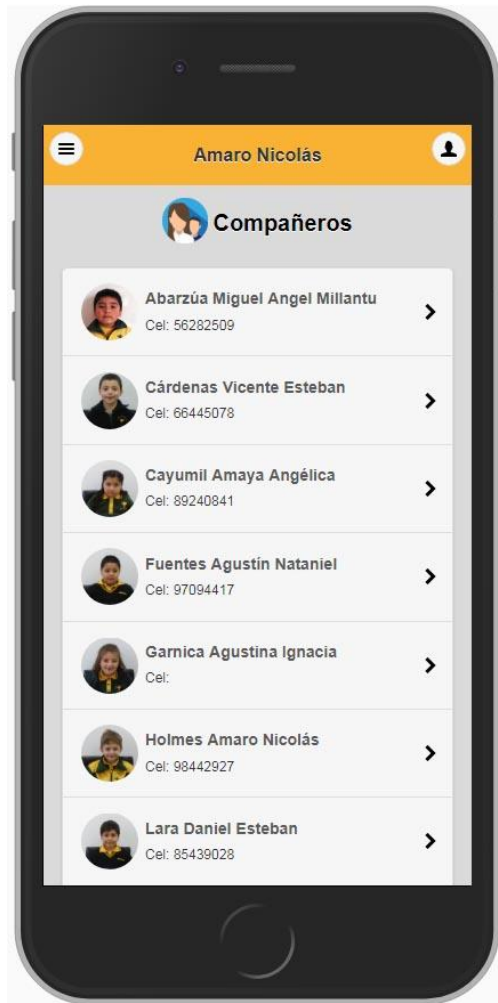 Amaro Nicolás
Compañeros
Abarzúa Miguel Angel Millantu
Cel: 56282509
Cárdenas Vicente Esteban
Cel: 66445078
Cayumil Amaya Angélica
Cel: 89240841
Fuentes Agustín Nataniel
Cel: 97094417
Garnica Agustina Ignacia
Cel:
Holmes Amaro Nicolás
Cel: 98442927
Lara Daniel Esteban
Cel: 85439028